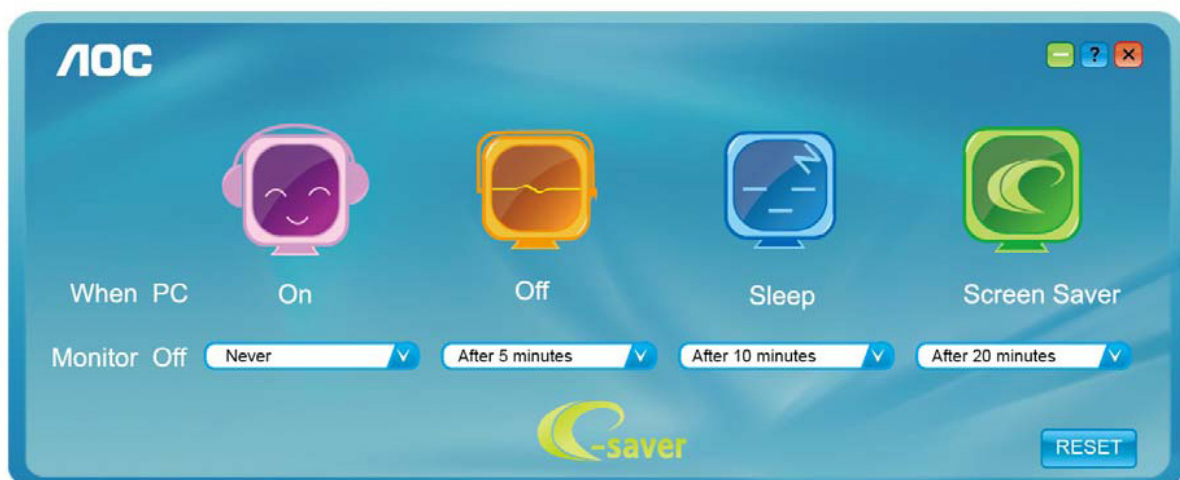 AOC
?
When PC On Off Sleep Screen Saver
Monitor Off Never After 5 minutes After 10 minutes After 20 minutes
e-saver
RESET